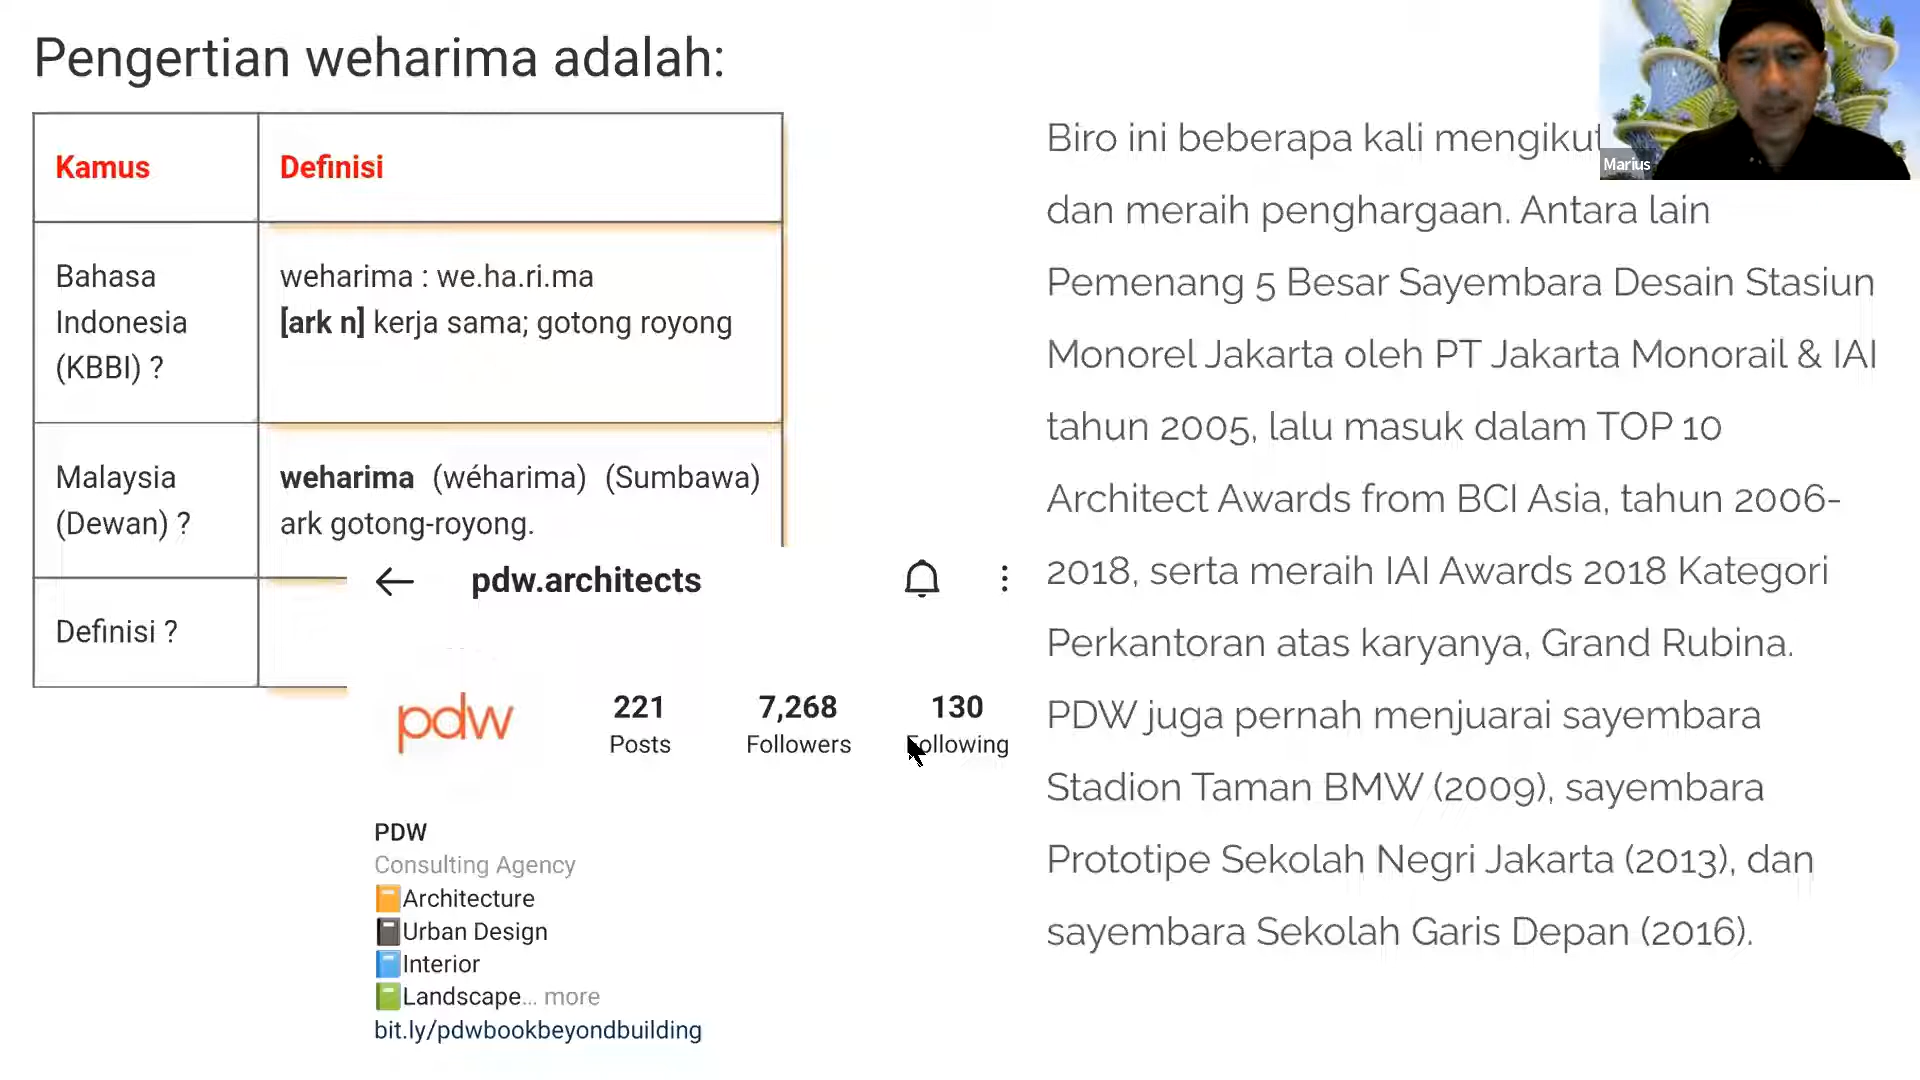 Pengertian weharima adalah:
Kamus
Definisi
Bahasa
Indonesia
(KBBI) ?
weharima : we.ha.ri.ma
[ark n] kerja sama; gotong royong
Malaysia
(Dewan) ?
weharima (wéharima) (Sumbawa)
ark gotong-royong.
Definisi ?
pdw.architects
pdw
221
Posts
7,268
Followers
130
Following
PDW
Consulting Agency
Architecture
Urban Design
Interior
Landscape... more
bit.ly/pdwbookbeyondbuilding
Biro ini beberapa kali
dan meraih penghargaan. Antara lain
Pemenang 5 Besar Sayembara Desain Stasiun
Monorel Jakarta oleh PT Jakarta Monorail & IAI
tahun 2005, lalu masuk dalam TOP 10
Architect Awards from BCI Asia, tahun 2006-
2018, serta meraih IAI Awards 2018 Kategori
Perkantoran atas karyanya, Grand Rubina.
PDW juga pernah menjuarai sayembara
Stadion Taman BMW (2009), sayembara
Prototipe Sekolah Negri Jakarta (2013), dan
sayembara Sekolah Garis Depan (2016).
Marius